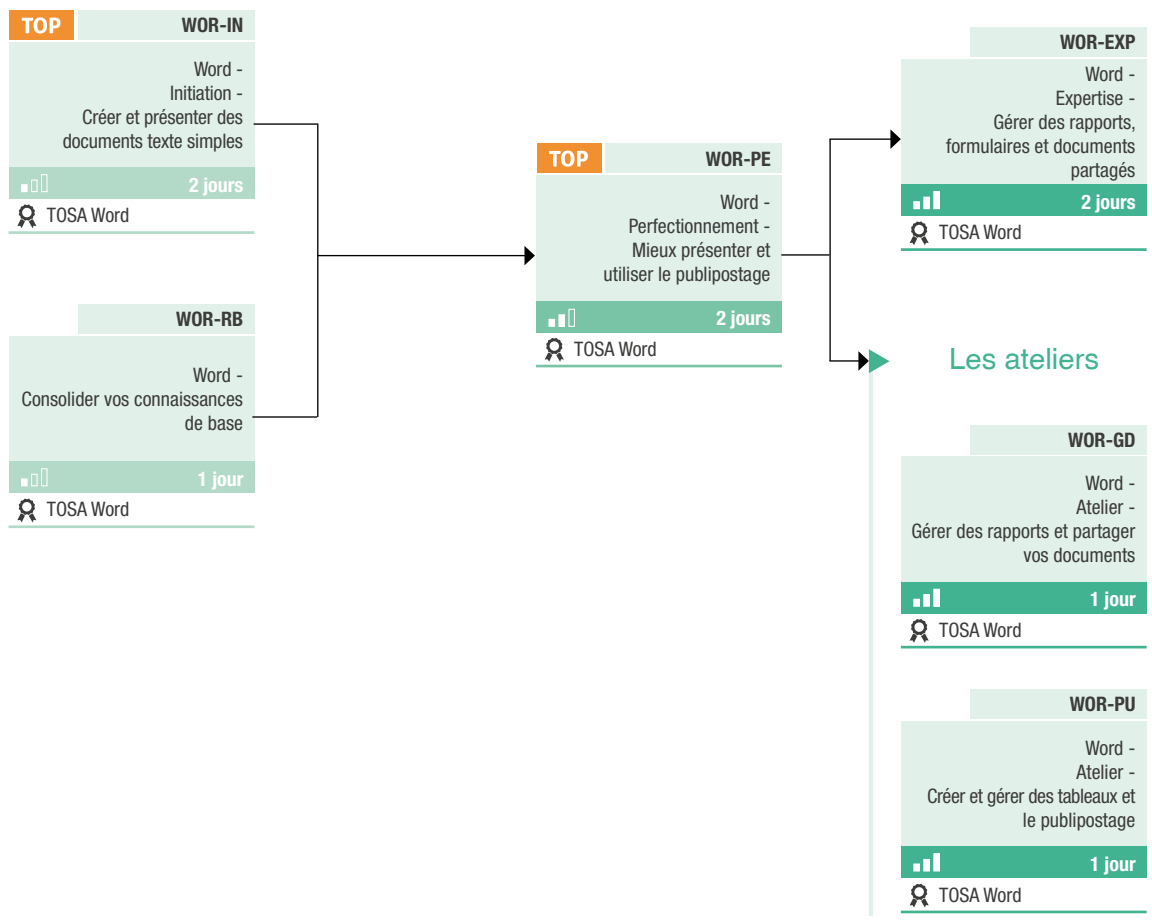 TOP
WOR-IN
Word -
Initiation -
Créer et présenter des
documents texte simples
2 jours
TOSA Word
WOR-RB
Word -
Consolider vos connaissances
de base
1 jour
TOSA Word
TOP
WOR-PE
Word -
Perfectionnement -
Mieux présenter et
utiliser le publipostage
2 jours
TOSA Word
WOR-EXP
Word -
Expertise -
Gérer des rapports,
formulaires et documents
partagés
2 jours
TOSA Word
Les ateliers
WOR-GD
Word -
Atelier -
Gérer des rapports et partager
vos documents
1 jour
TOSA Word
WOR-PU
Word -
Atelier -
Créer et gérer des tableaux et
le publipostage
1 jour
TOSA Word